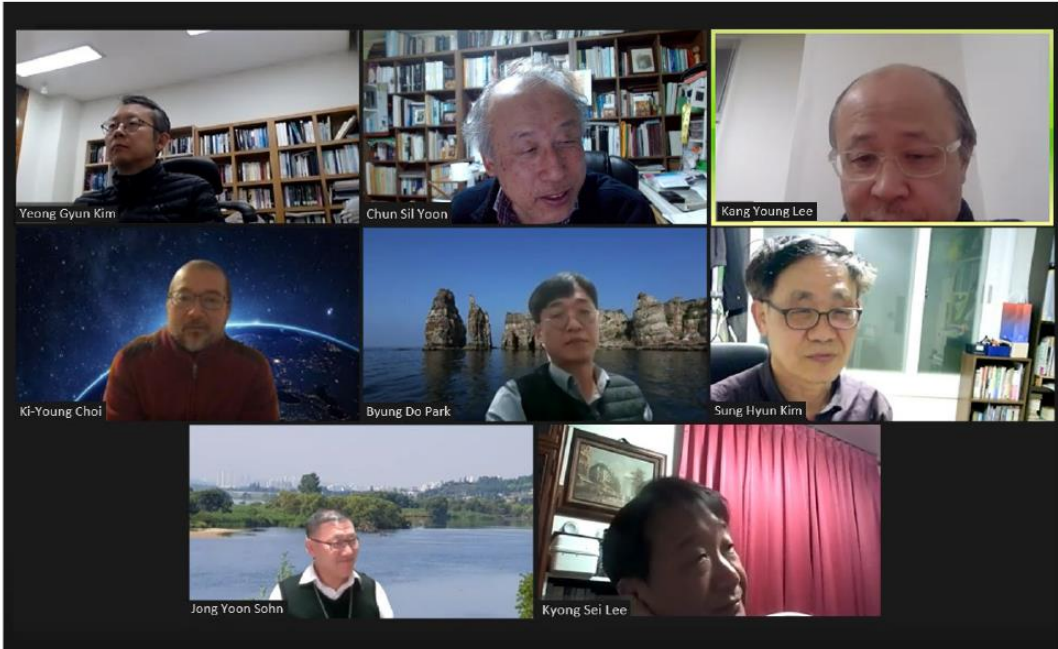 Yeong Gyun Kim
Chun Sil Yoon
Kang Young Lee
Ki-Young Choi
Byung Do Park
Sung Hyun Kim
Jong Yoon Sohn
Kyong Sei Lee